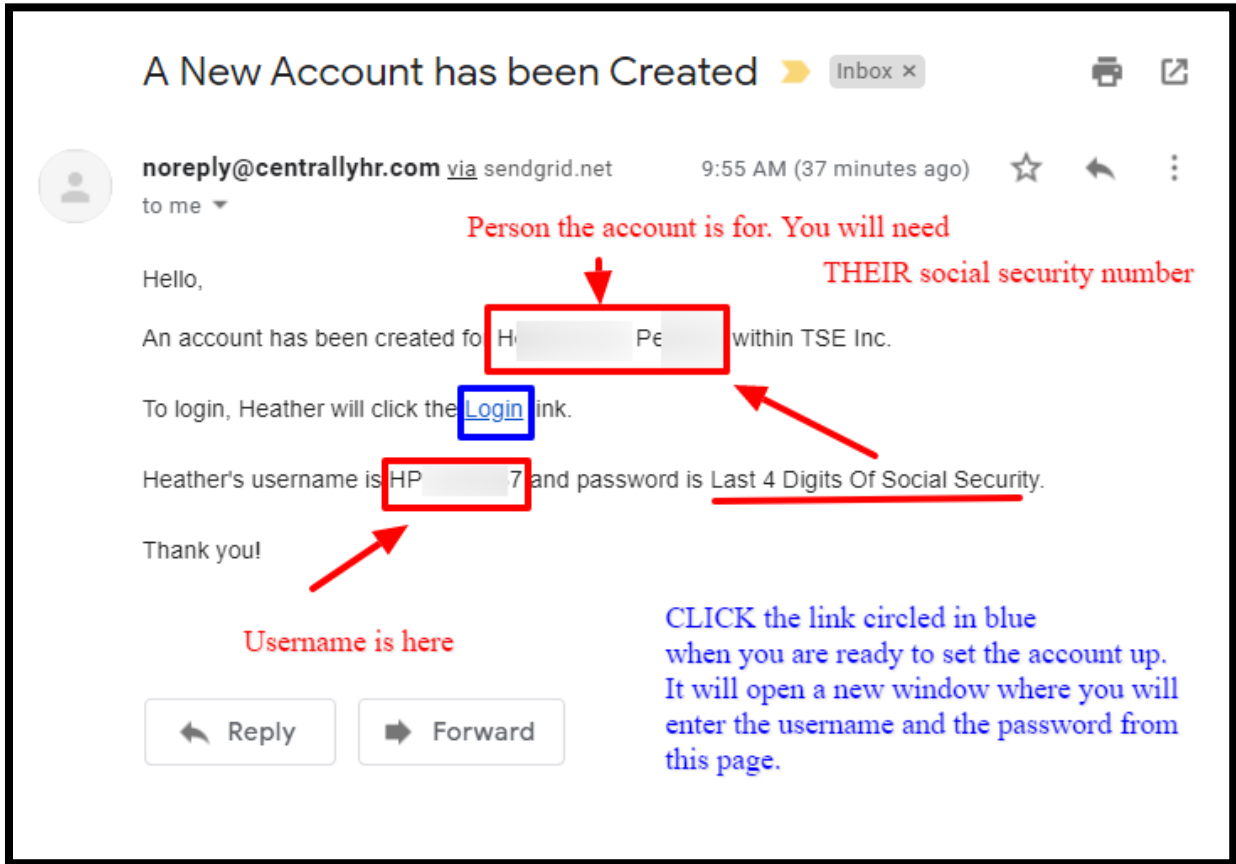 A New Account has been Created Inbox ×
noreply@centrallyhr.com via sendgrid.net 9:55 AM (37 minutes ago)
to me
Person the account is for. You will need
THEIR social security number
Hello,
An account has been created fo H Pe within TSE Inc.
To login, Heather will click the Login ink.
Heather's username is HP 7 and password is Last 4 Digits Of Social Security.
Thank you!
Username is here
CLICK the link circled in blue
when you are ready to set the account up.
It will open a new window where you will
enter the username and the password from
this page.
Reply Forward